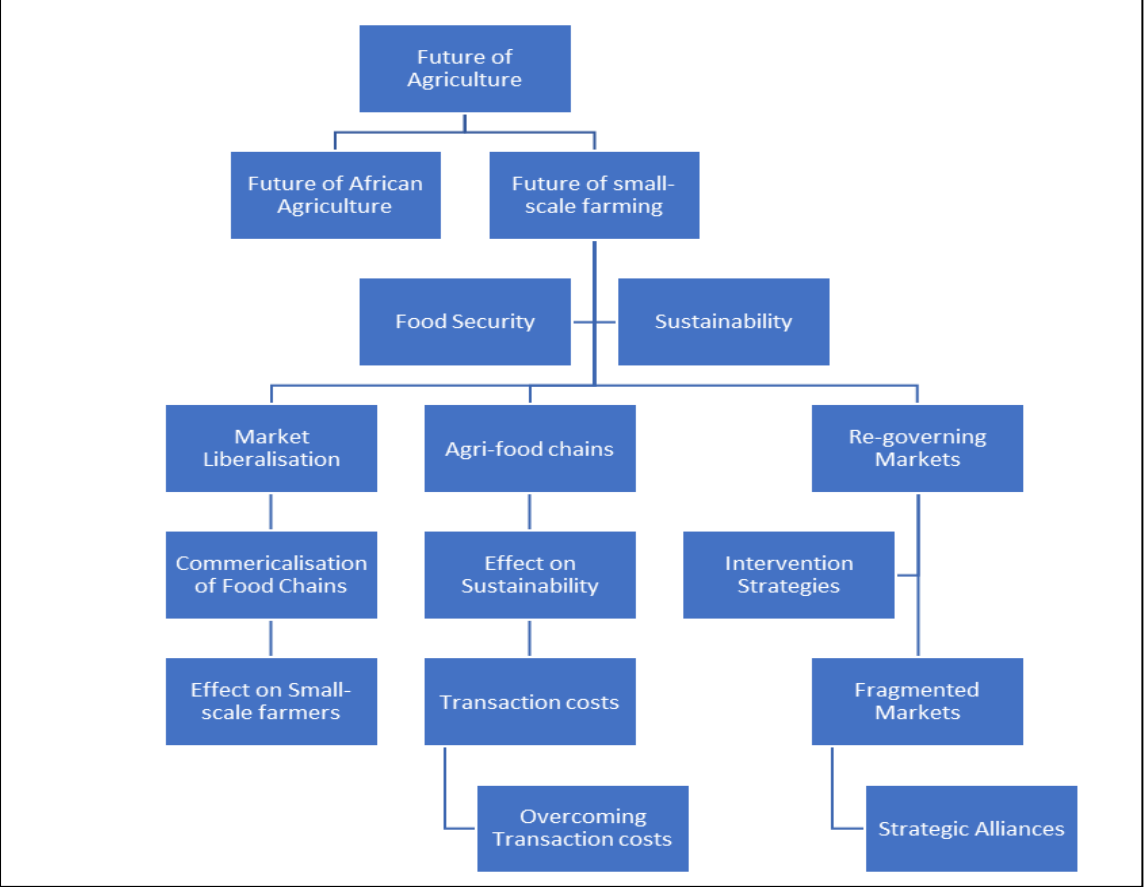 Future of
Agriculture
Future of African
Agriculture
Future of small-
scale farming
Food Security
Sustainability
Market
Liberalisation
Agri-food chains
Re-governing
Markets
Commericalisation
of Food Chains
Effect on
Sustainability
Intervention
Strategies
Effect on Small-
scale farmers
Transaction costs
Fragmented
Markets
Overcoming
Transaction costs
Strategic Alliances